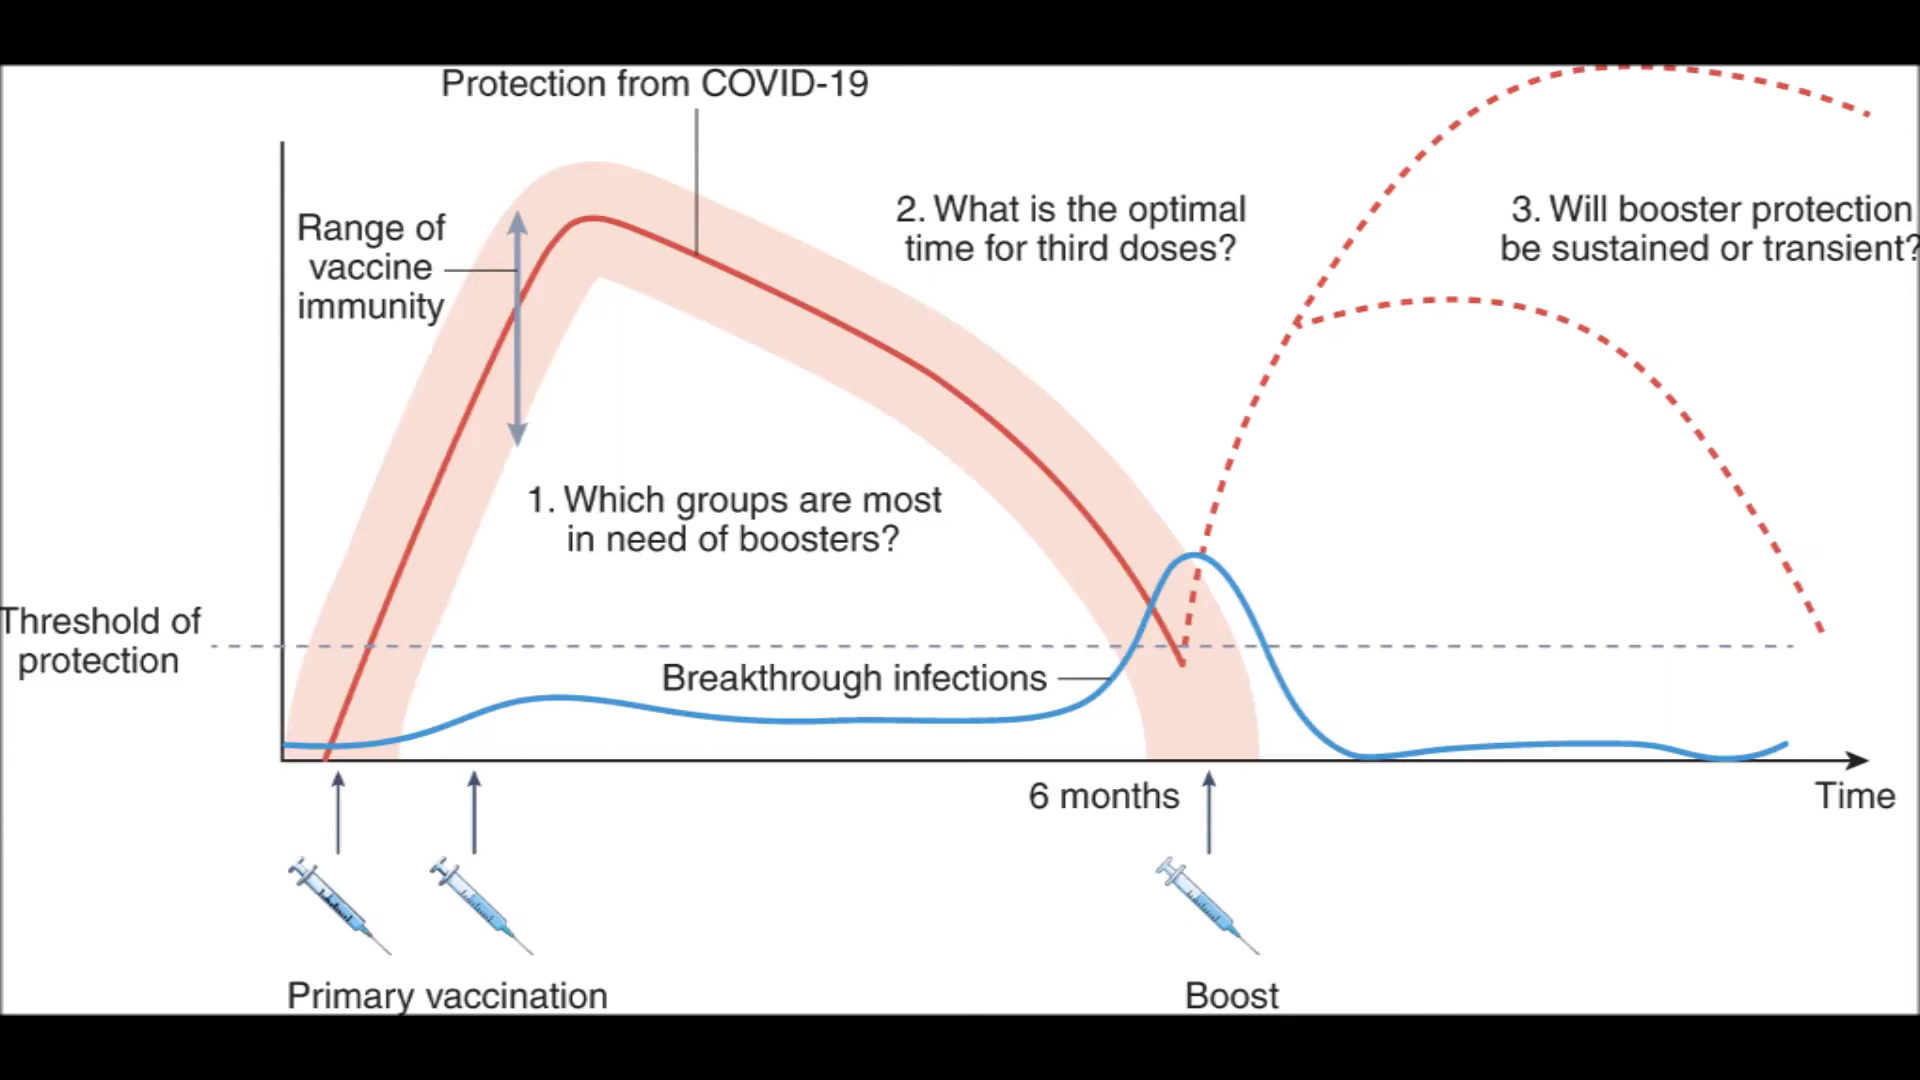 Protection from COVID-19
Range of
vaccine
immunity
2. What is the optimal
time for third doses?
3. Will booster protection
be sustained or transient?
1. Which groups are most
in need of boosters?
Threshold of
protection
Breakthrough infections
6 months
Time
Primary vaccination
Boost